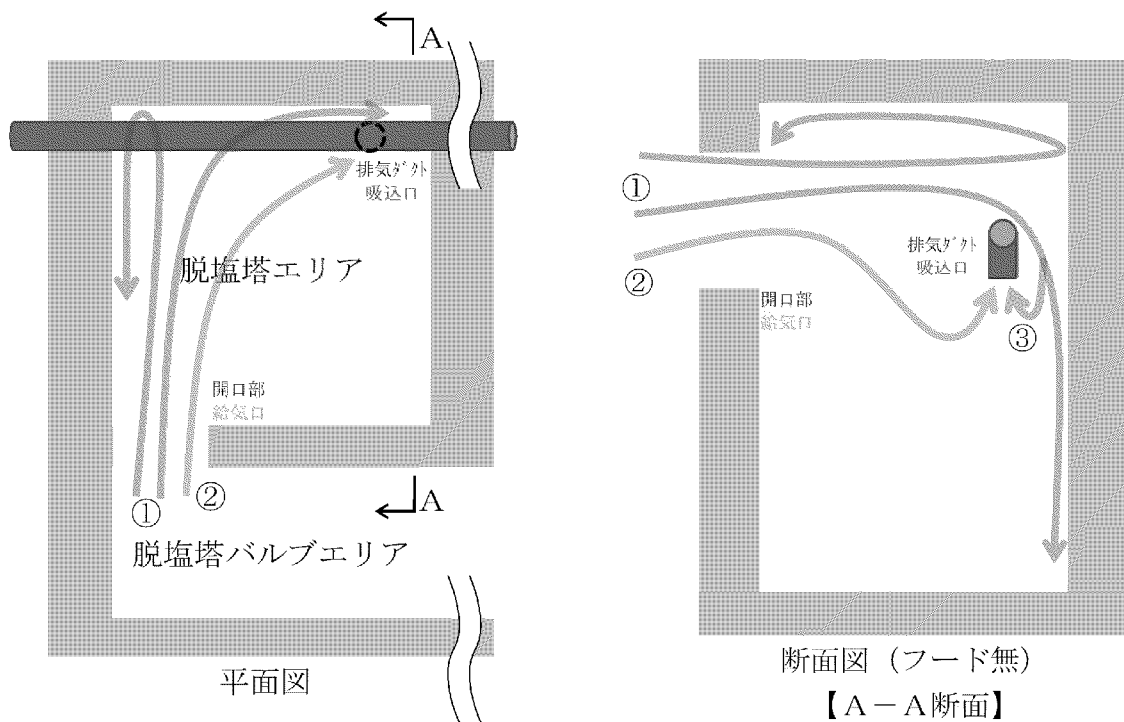 A
排気ダクト
吸込口
脱塩塔エリア
開口部
給気口
①
②
A
脱塩塔バルブエリア
平面図
①
②
排気ダクト
吸込口
開口部
給気口
③
断面図（フード無）
【A－A断面】